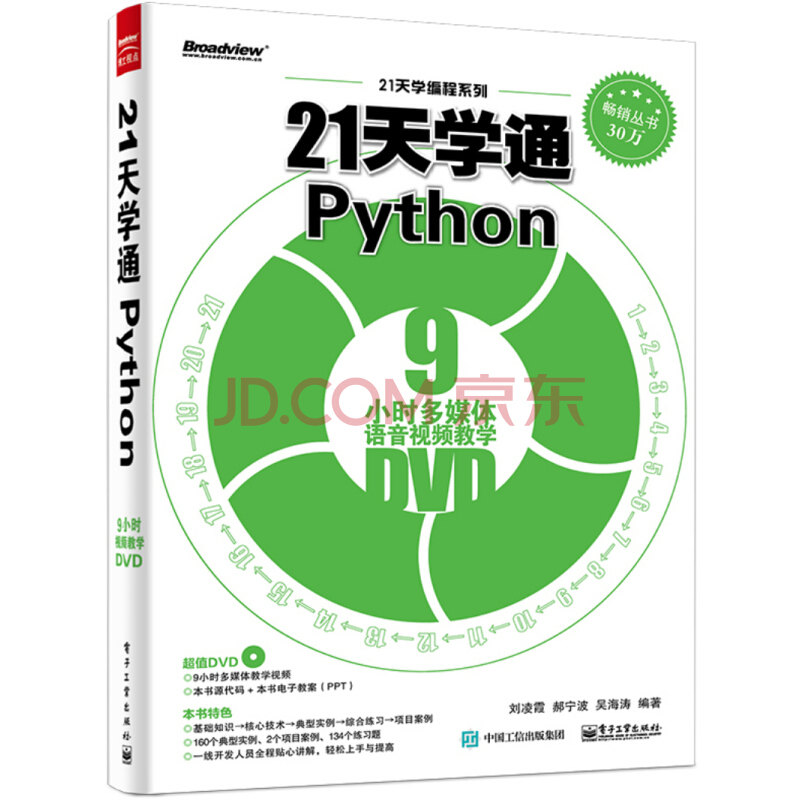 Broadview®
www.broadview.com.cn
21天学编程系列
21天学通
Python
畅销丛书
30万
9
小时多媒体
语音视频教学
DVD
1→2→3→4→5→6→7→8→9→10→11→12→13→14→15→16→17→18→19→20→21
JD.COM 京东
超值DVD
9小时多媒体教学视频
本书源代码 + 本书电子教案（PPT）
本书特色
基础知识→核心技术→典型实例→综合练习→项目案例
160个典型实例、2个项目案例、134个练习题
一线开发人员全程贴心讲解，轻松上手与提高
刘凌霞 郝宁波 吴海涛 编著
中国工信出版集团
电子工业出版社
博文视点
21天学通 Python
9小时
视频教学
DVD
电子工业出版社